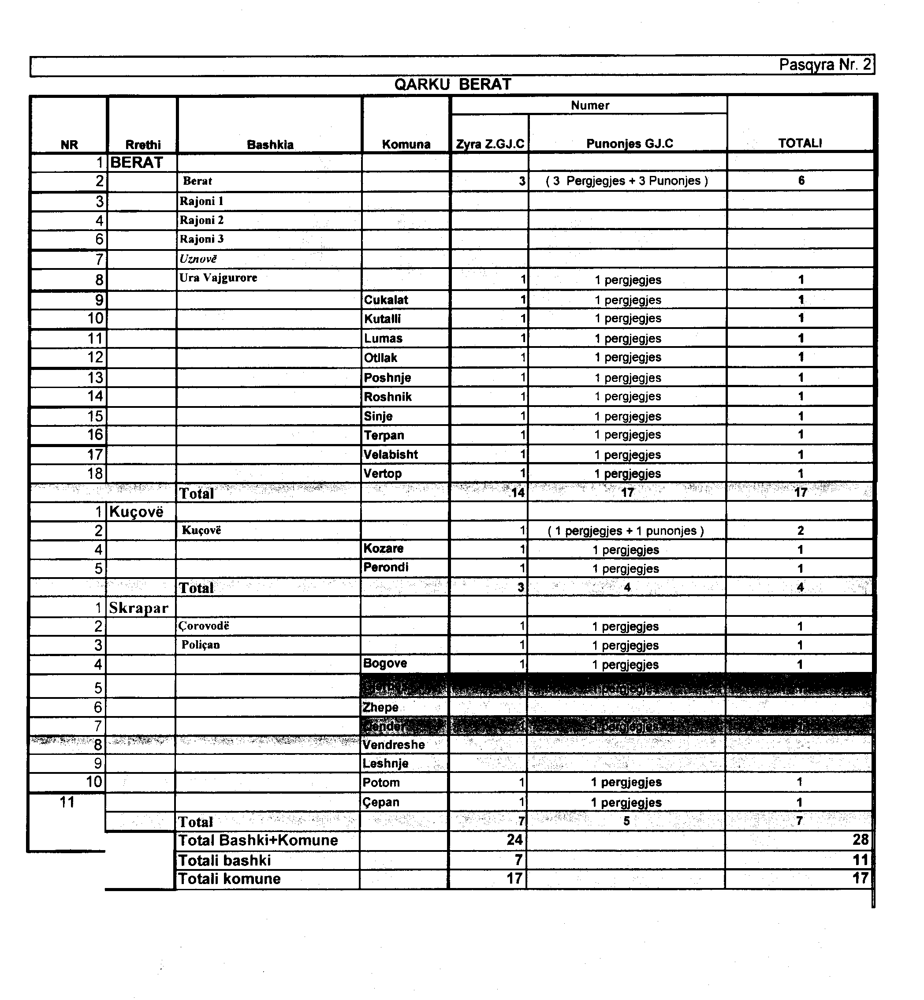 Pasqyra Nr. 2
QARKU BERAT
Numer
NR Rrethi Bashkia Komuna Zyra Z.GJ.C Punonjes GJ.C TOTALI
1 BERAT
2 Berat 3 ( 3 Pergjegjes + 3 Punonjes ) 6
3 Rajoni 1
4 Rajoni 2
6 Rajoni 3
7 Uznovë
8 Ura Vajgurore 1 1 pergjegjes 1
9 Cukalat 1 1 pergjegjes 1
10 Kutalli 1 1 pergjegjes 1
11 Lumas 1 1 pergjegjes 1
12 Otllak 1 1 pergjegjes 1
13 Poshnje 1 1 pergjegjes 1
14 Roshnik 1 1 pergjegjes 1
15 Sinje 1 1 pergjegjes 1
16 Terpan 1 1 pergjegjes 1
17 Velabisht 1 1 pergjegjes 1
18 Vertop 1 1 pergjegjes 1
Total 14 17 17
1 Kuçovë
2 Kuçovë 1 ( 1 pergjegjes + 1 punonjes ) 2
4 Kozare 1 1 pergjegjes 1
5 Perondi 1 1 pergjegjes 1
Total 3 4 4
1 Skrapar
2 Çorovodë 1 1 pergjegjes 1
3 Poliçan 1 1 pergjegjes 1
4 Bogove 1 1 pergjegjes 1
5 1 pergjegjes
6 Zhepe
7 1 1 pergjegjes 1
8 Vendreshe
9 Leshnje
10 Potom 1 1 pergjegjes 1
11 Çepan 1 1 pergjegjes 1
Total 7 5 7
Total Bashki+Komune 24 28
Totali bashki 7 11
Totali komune 17 17